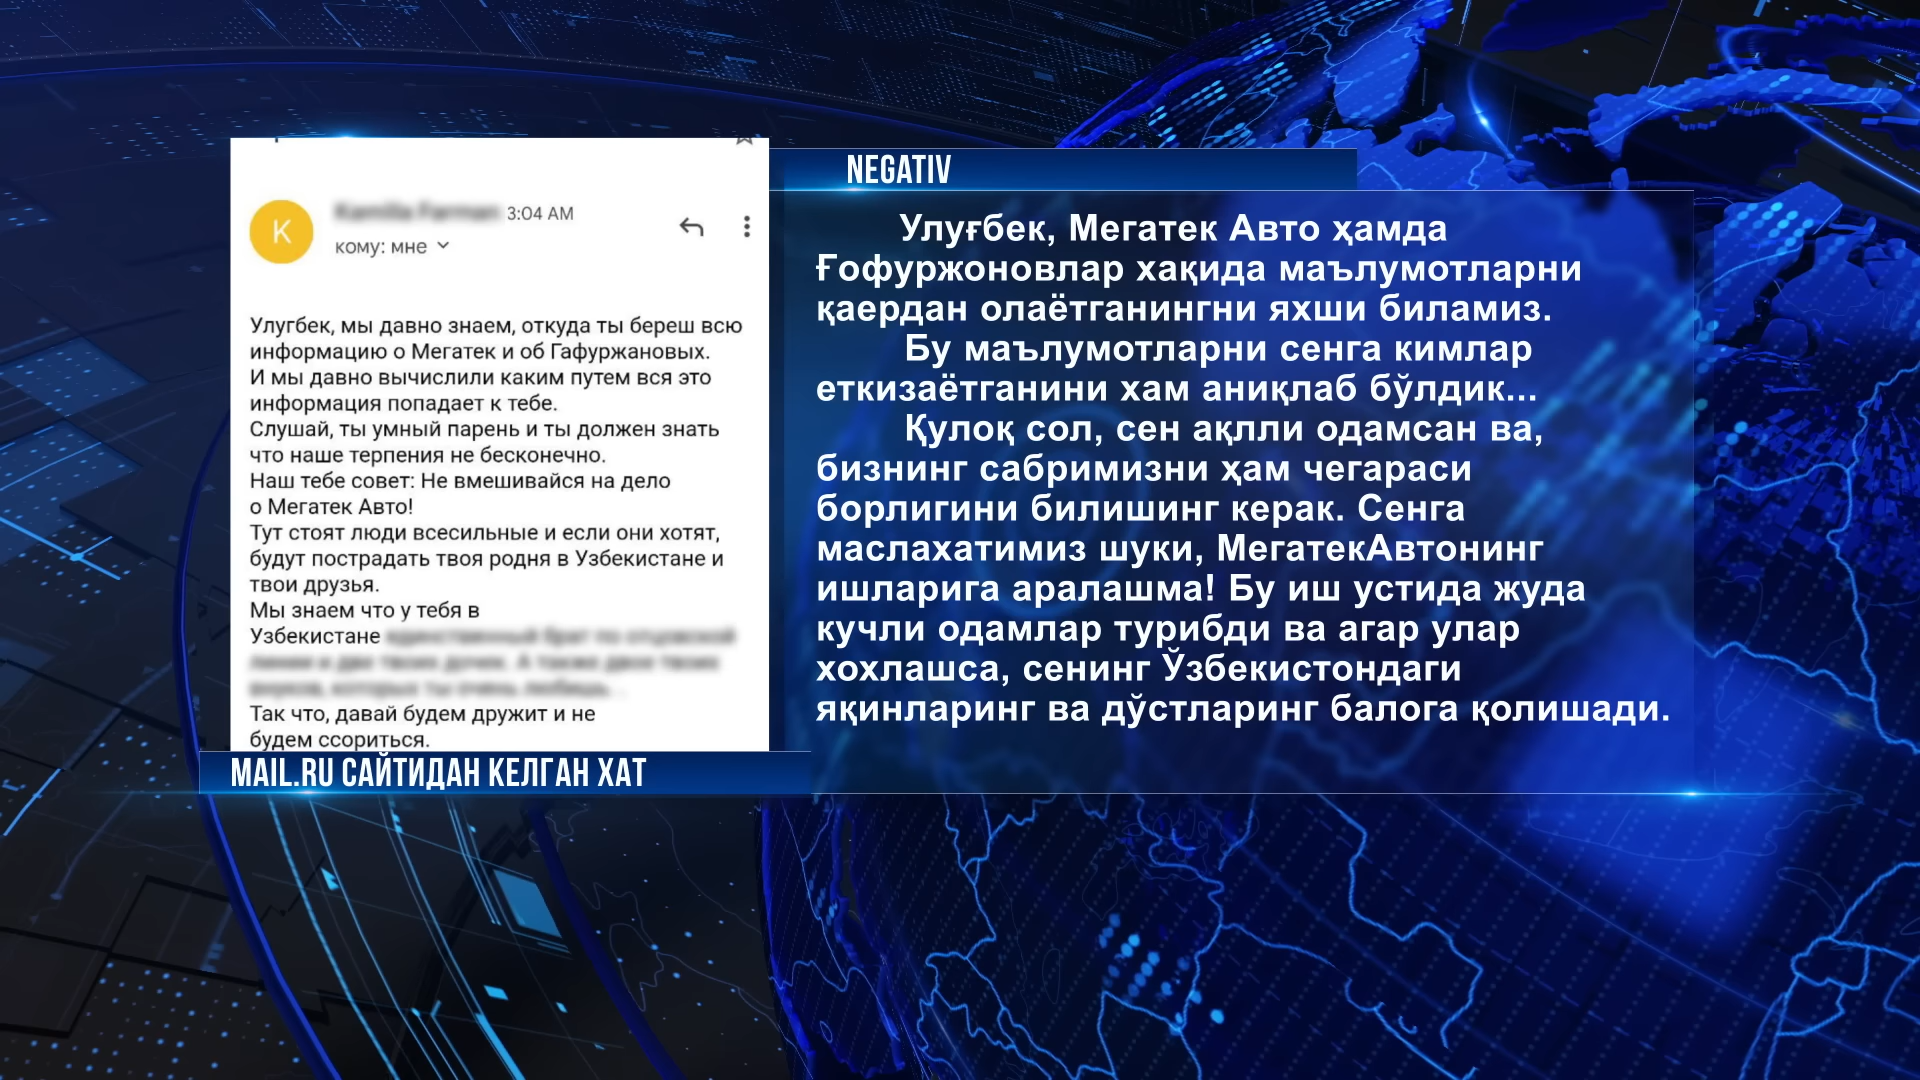 K
3:04 AM
кому: мне
Улугбек, мы давно знаем, откуда ты береш всю
информацию о Мегатек и об Гафуржановых.
И мы давно вычислили каким путем вся это
информация попадает к тебе.
Слушай, ты умный парень и ты должен знать
что наше терпения не бесконечно.
Наш тебе совет: Не вмешивайся на дело
о Мегатек Авто!
Тут стоят люди всесильные и если они хотят,
будут пострадать твоя родня в Узбекистане и
твои друзья.
Мы знаем что у тебя в
Узбекистане
Так что, давай будем дружит и не
будем ссориться.
MAIL.RU САЙТИДАН КЕЛГАН ХАТ
NEGATIV
Улуғбек, Мегатек Авто ҳамда
Ғофуржоновлар хақида маълумотларни
қаердан олаётганингни яхши биламиз.
Бу маълумотларни сенга кимлар
етказаётганини хам аниқлаб бўлдик...
Қулоқ сол, сен ақлли одамсан ва,
бизнинг сабримизни ҳам чегараси
борлигини билишинг керак. Сенга
маслахатимиз шуки, МегатекАвтонинг
ишларига аралашма! Бу иш устида жуда
кучли одамлар турибди ва агар улар
хохлашса, сенинг Ўзбекистондаги
яқинларинг ва дўстларинг балога қолишади.